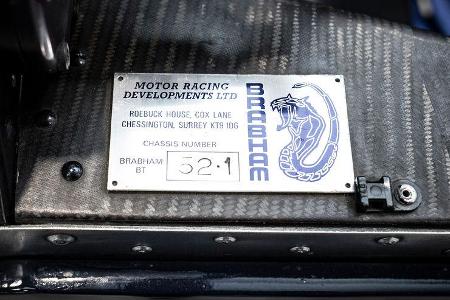 MOTOR RACING
DEVELOPMENTS LTD
ROEBUCK HOUSE, COX LANE
CHESSINGTON, SURREY KT9 1DG
CHASSIS NUMBER
BRABHAM
BT
52·1
BRABHAM